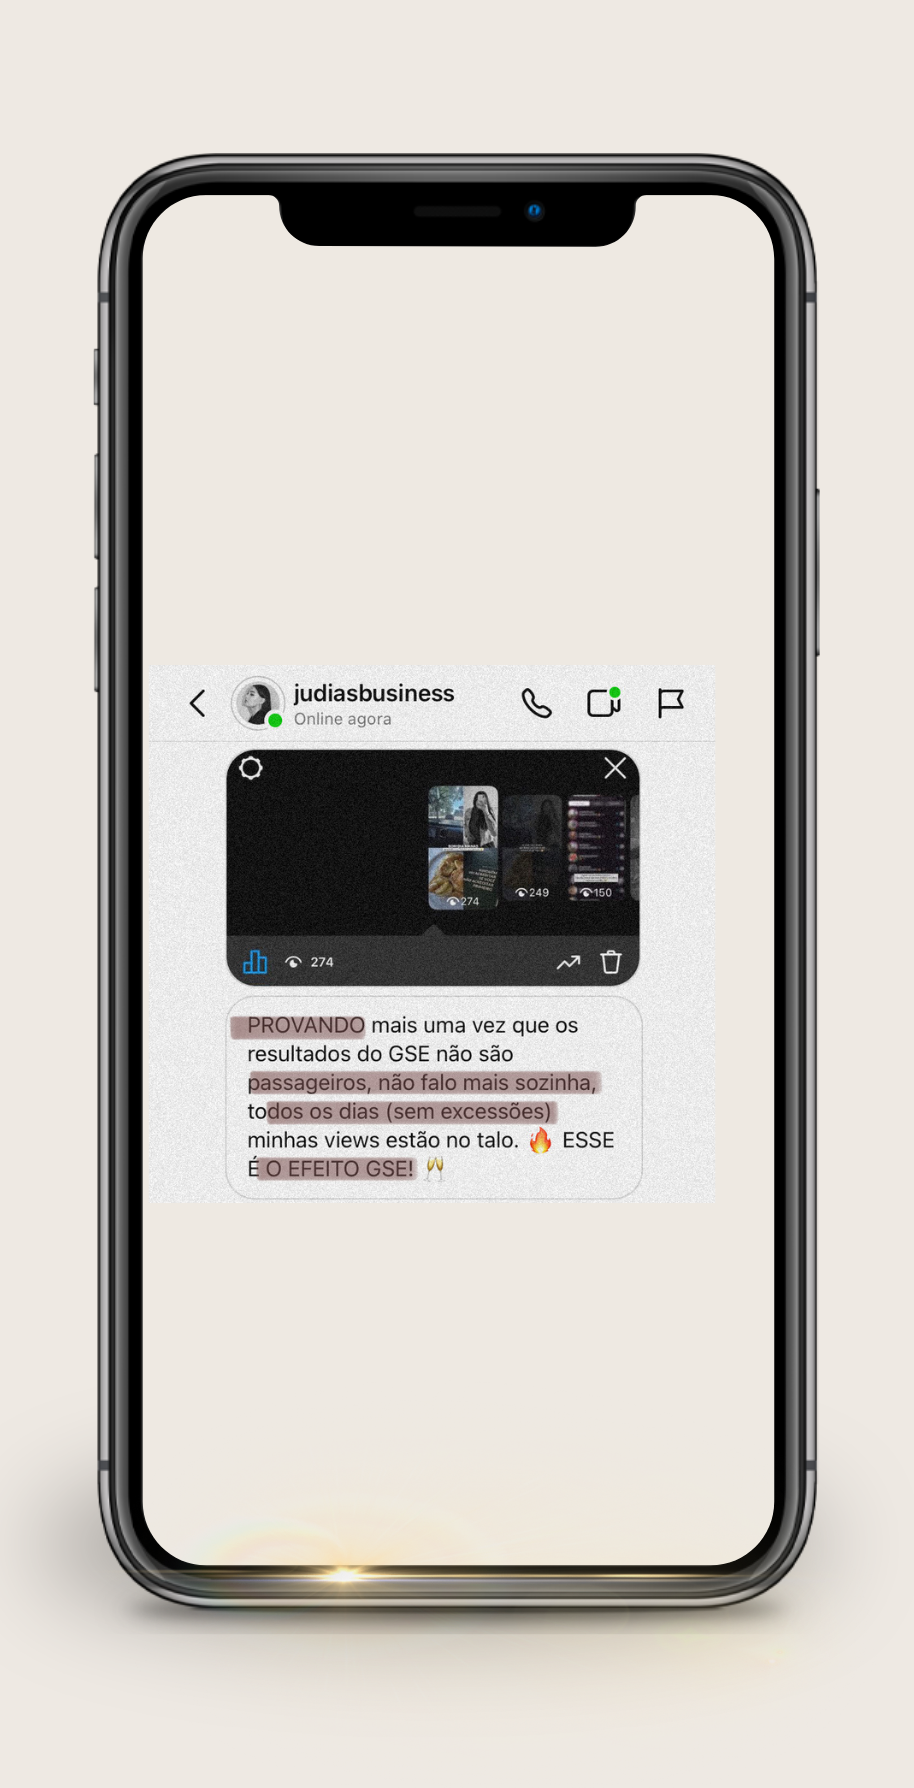 judiasbusiness
Online agora
274
249
150
274
PROVANDO mais uma vez que os
resultados do GSE não são
passageiros, não falo mais sozinha,
todos os dias (sem excessões)
minhas views estão no talo. 🔥 ESSE
É O EFEITO GSE! 🥂